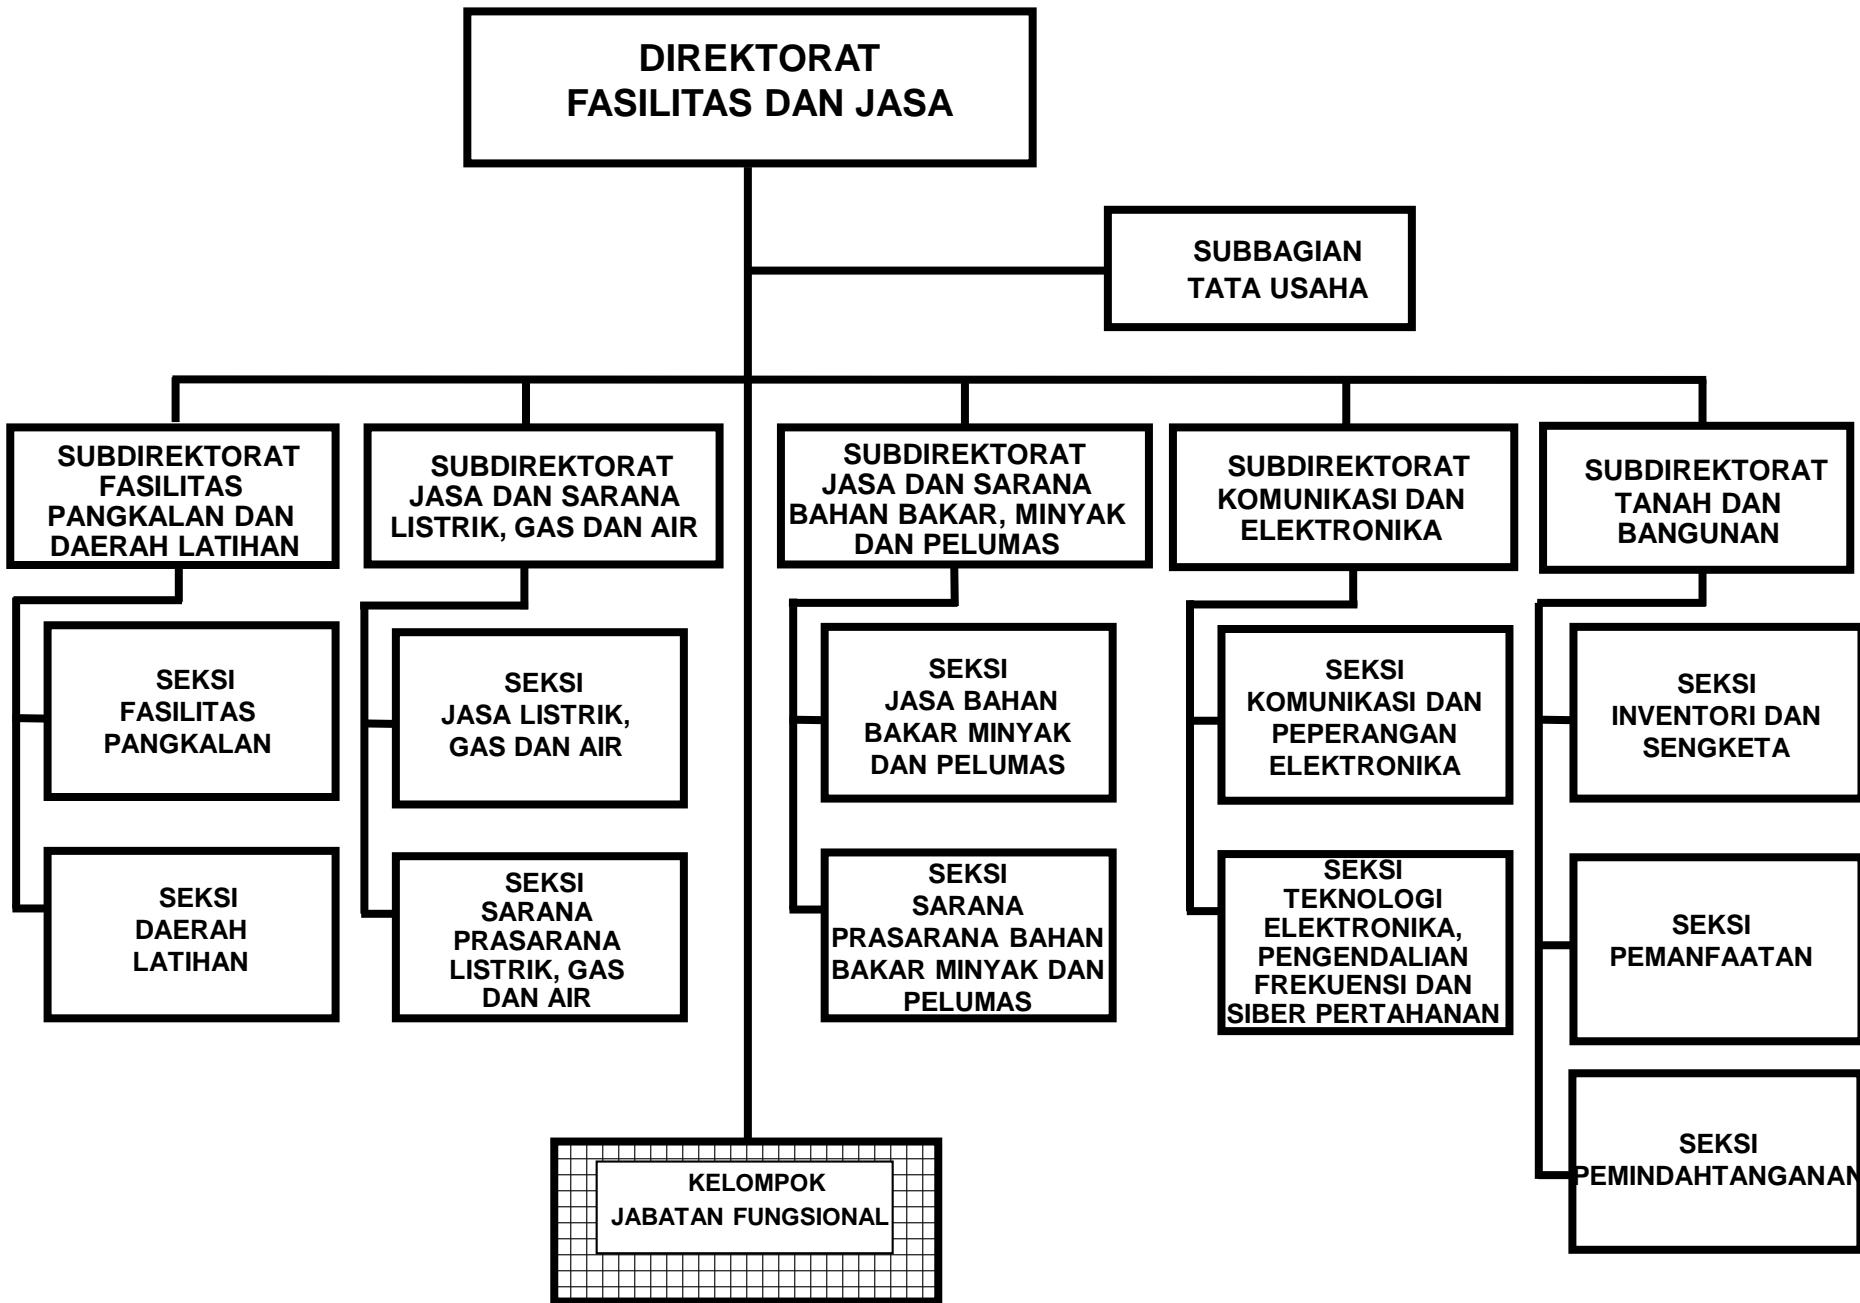 DIREKTORAT
FASILITAS DAN JASA
SUBBAGIAN
TATA USAHA
SUBDIREKTORAT
FASILITAS
PANGKALAN DAN
DAERAH LATIHAN
SUBDIREKTORAT
JASA DAN SARANA
LISTRIK, GAS DAN AIR
SUBDIREKTORAT
JASA DAN SARANA
BAHAN BAKAR, MINYAK
DAN PELUMAS
SUBDIREKTORAT
KOMUNIKASI DAN
ELEKTRONIKA
SUBDIREKTORAT
TANAH DAN
BANGUNAN
SEKSI
FASILITAS
PANGKALAN
SEKSI
JASA LISTRIK,
GAS DAN AIR
SEKSI
JASA BAHAN
BAKAR MINYAK
DAN PELUMAS
SEKSI
KOMUNIKASI DAN
PEPERANGAN
ELEKTRONIKA
SEKSI
INVENTORI DAN
SENGKETA
SEKSI
DAERAH
LATIHAN
SEKSI
SARANA
PRASARANA
LISTRIK, GAS
DAN AIR
SEKSI
SARANA
PRASARANA BAHAN
BAKAR MINYAK DAN
PELUMAS
SEKSI
TEKNOLOGI
ELEKTRONIKA,
PENGENDALIAN
FREKUENSI DAN
SIBER PERTAHANAN
SEKSI
PEMANFAATAN
SEKSI
PEMINDAHTANGANAN
KELOMPOK
JABATAN FUNGSIONAL